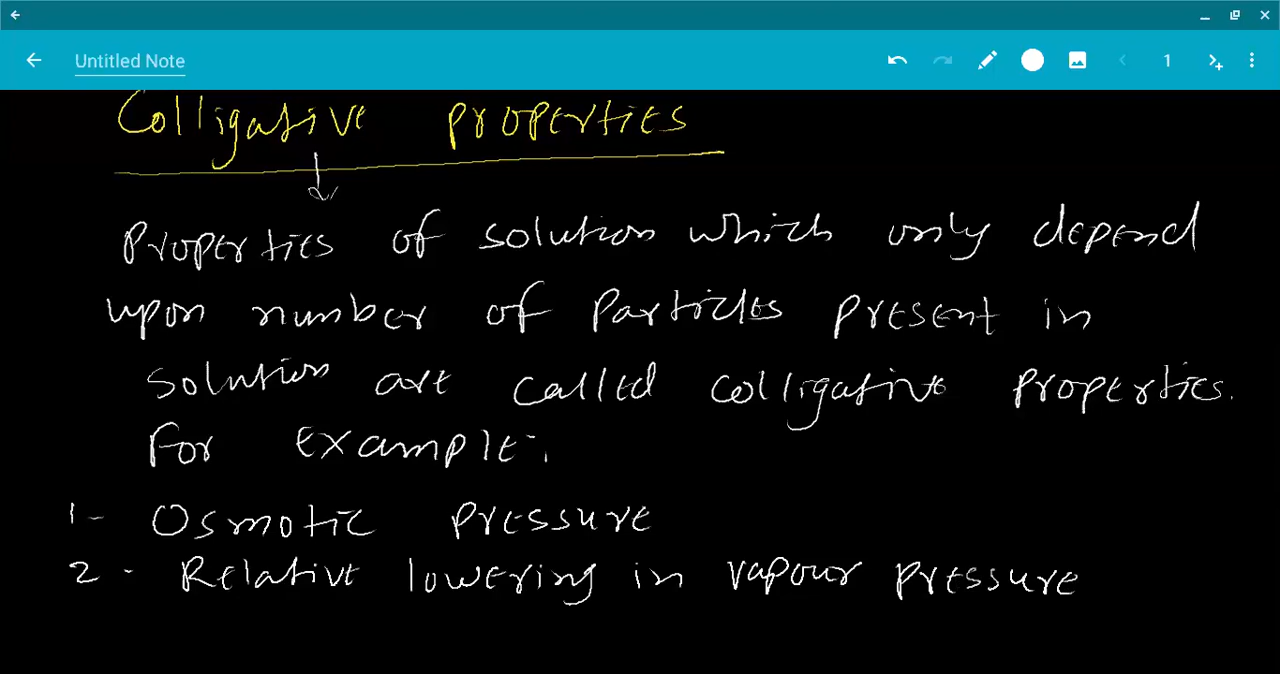 Untitled Note
1
Colligative properties
Properties of solution which only depend
upon number of particles present in
solution are called colligative properties.
For example:
1- Osmotic pressure
2- Relative lowering in vapour pressure